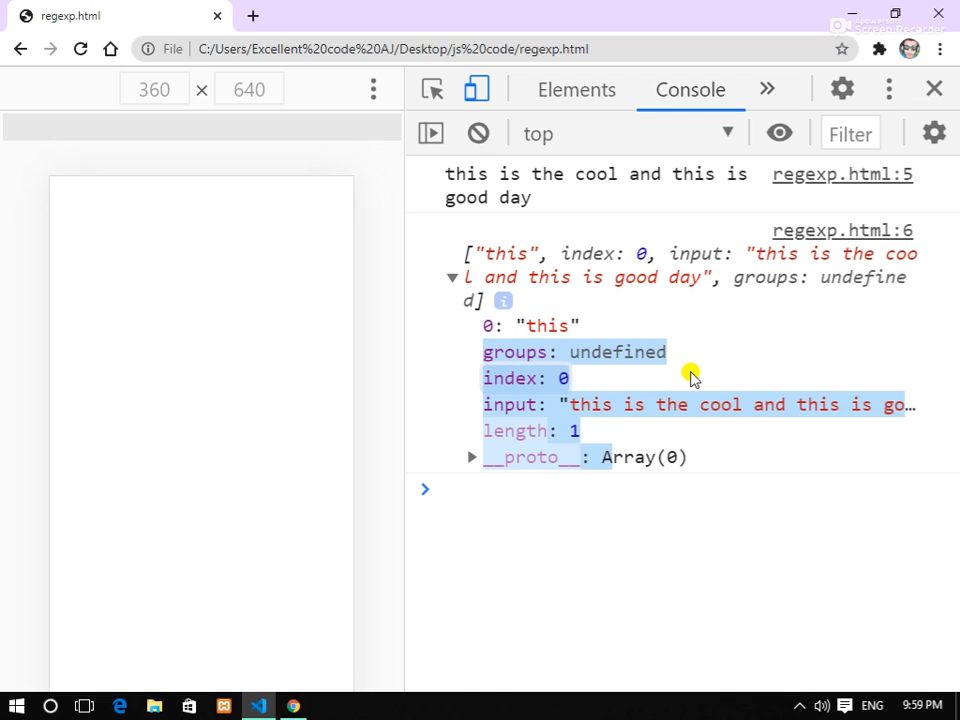 regexp.html
Apowersoft
Screen Recorder
File C:/Users/Excellent%20code%20AJ/Desktop/js%20code/regexp.html
360 × 640
Elements Console »
top Filter
this is the cool and this is regexp.html:5
good day
regexp.html:6
["this", index: 0, input: "this is the coo
l and this is good day", groups: undefine
d] i
0: "this"
groups: undefined
index: 0
input: "this is the cool and this is go…
length: 1
__proto__: Array(0)
ENG 9:59 PM